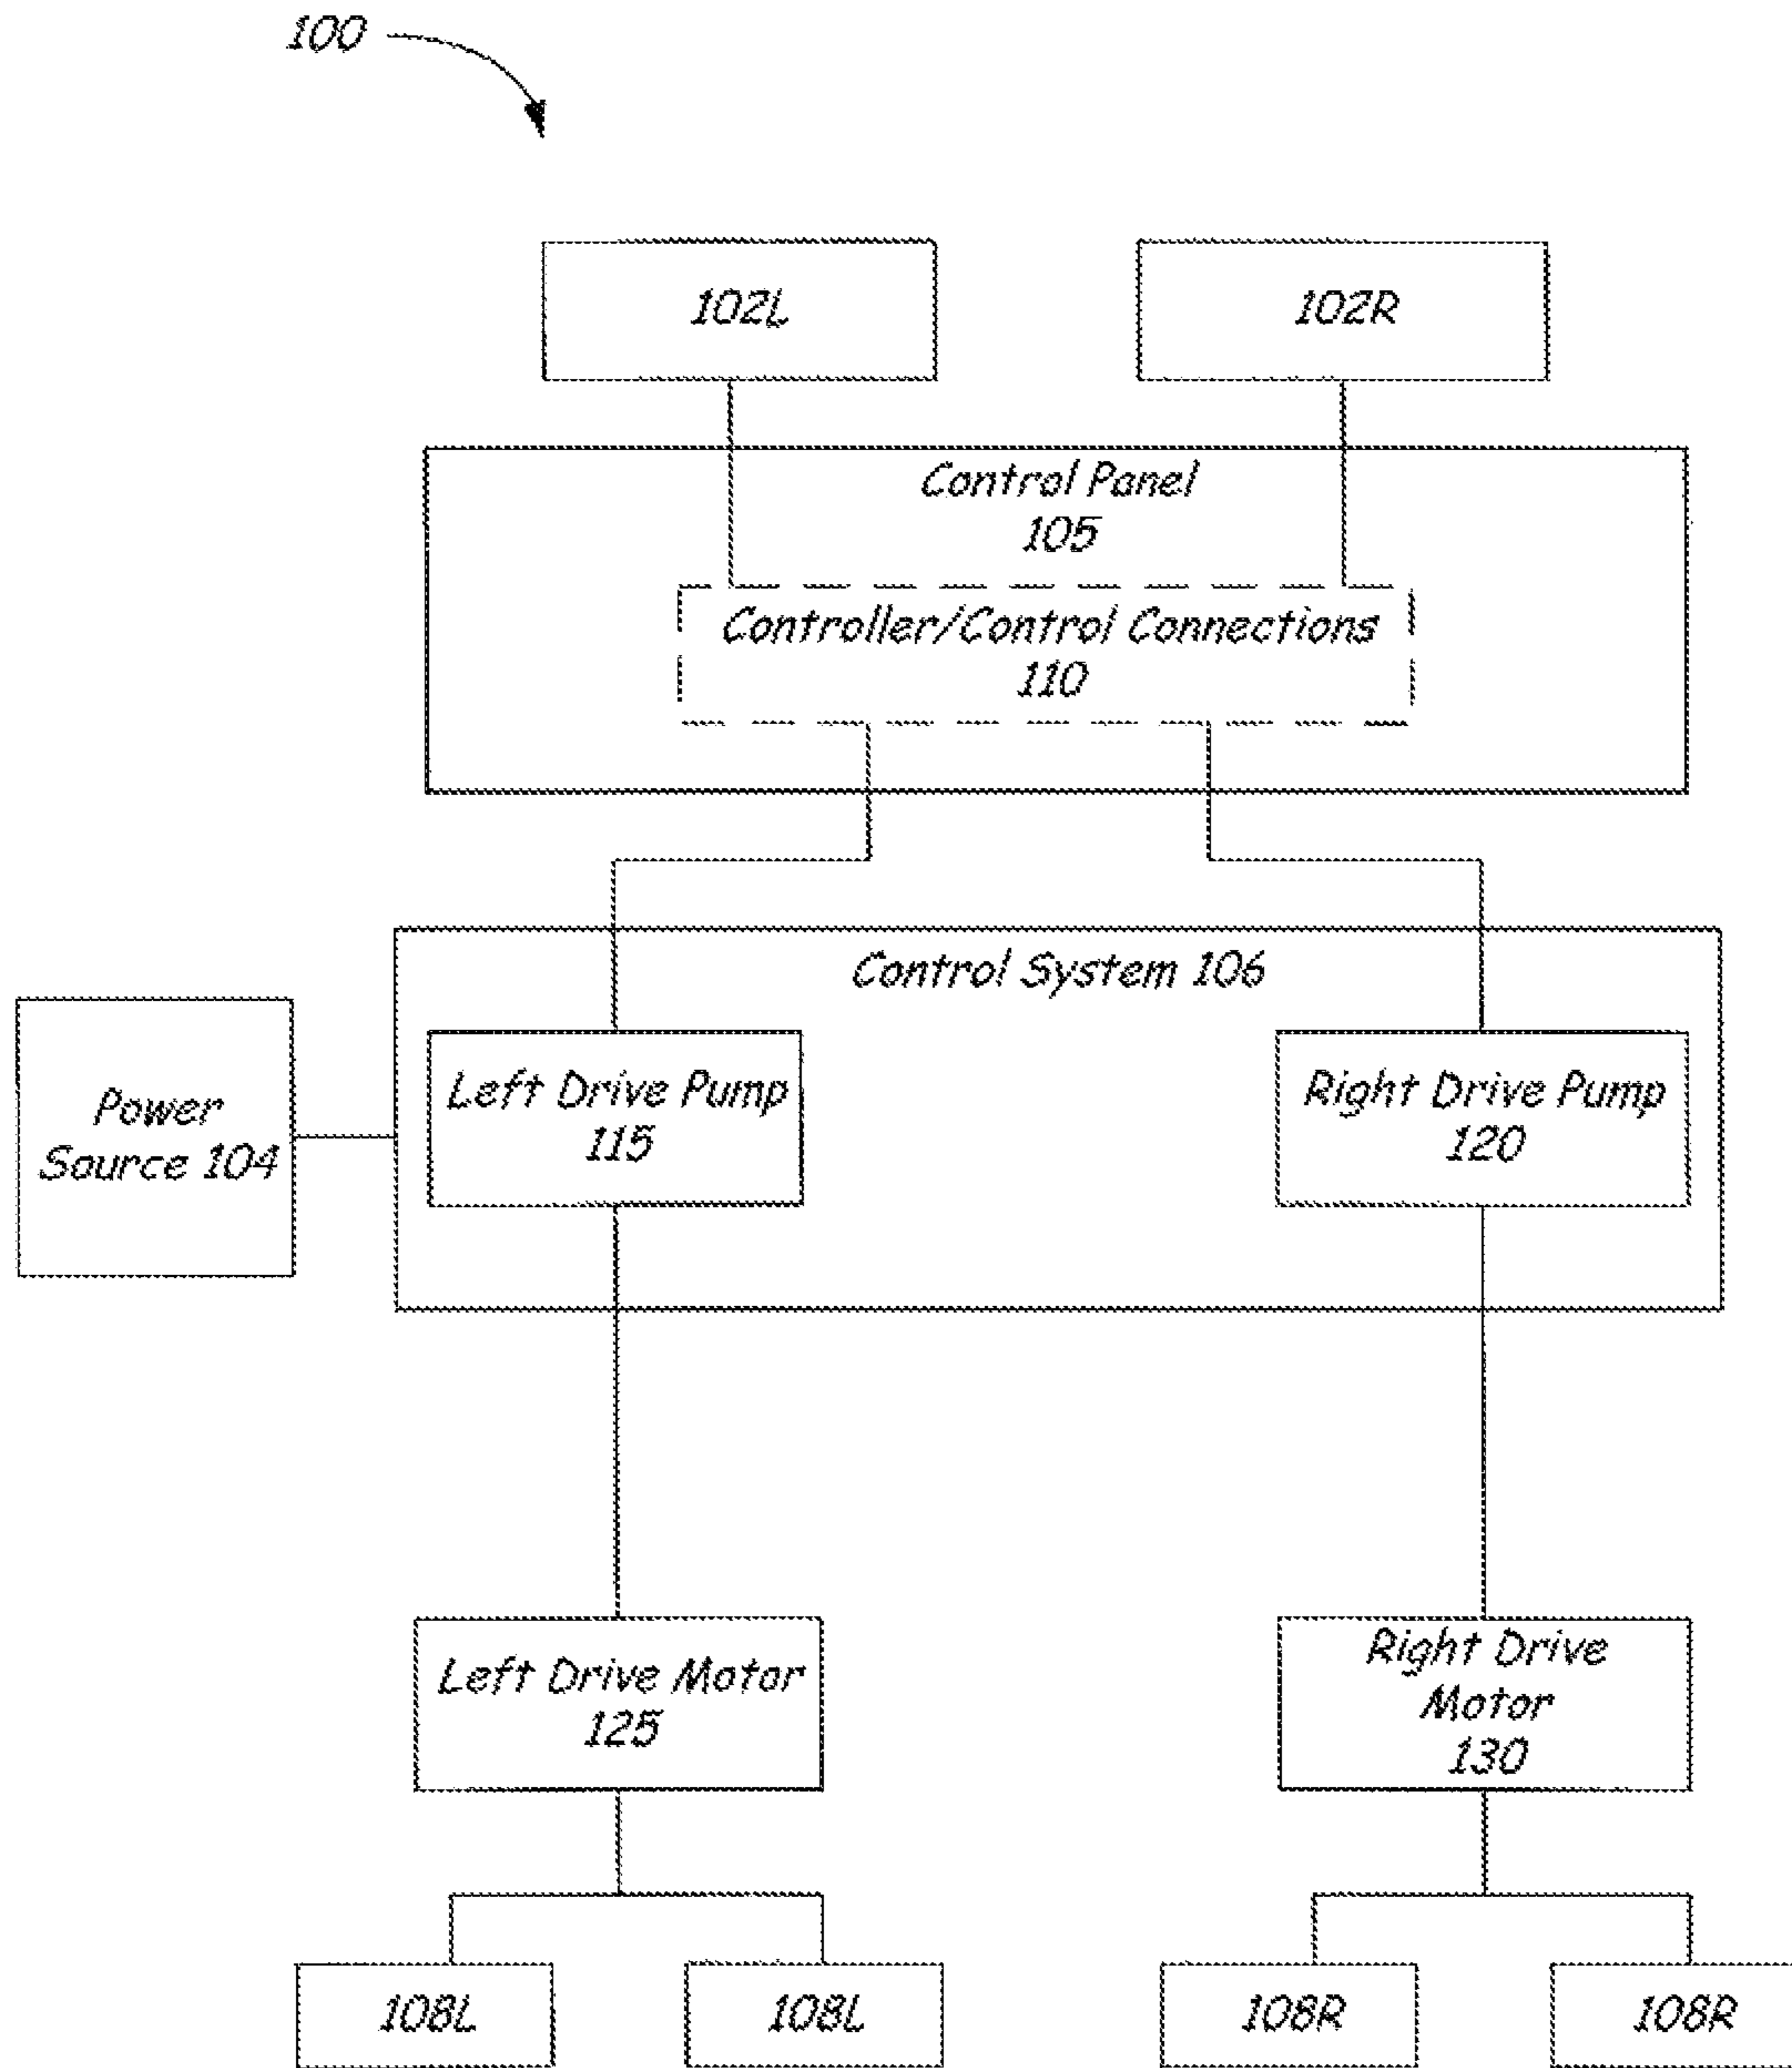 100
102L
102R
Control Panel
105
Controller/Control Connections
110
Control System 106
Power
Source 104
Left Drive Pump
115
Right Drive Pump
120
Left Drive Motor
125
Right Drive
Motor
130
108L
108L
108R
108R